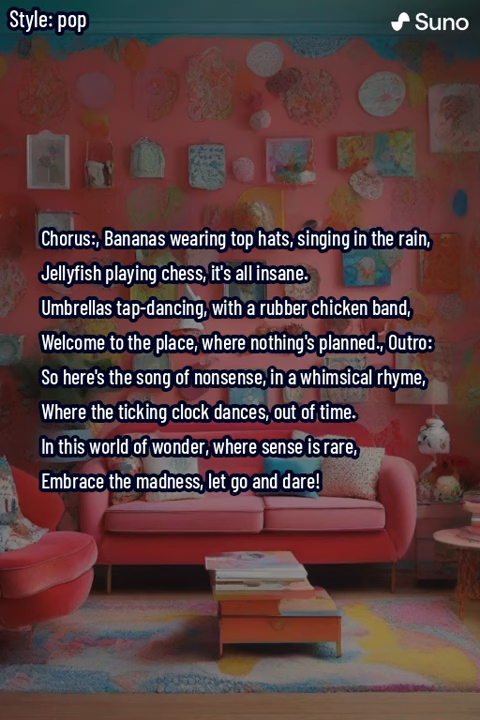 Style: pop
Suno
Chorus:, Bananas wearing top hats, singing in the rain,
Jellyfish playing chess, it's all insane.
Umbrellas tap-dancing, with a rubber chicken band,
Welcome to the place, where nothing's planned., Outro:
So here's the song of nonsense, in a whimsical rhyme,
Where the ticking clock dances, out of time.
In this world of wonder, where sense is rare,
Embrace the madness, let go and dare!